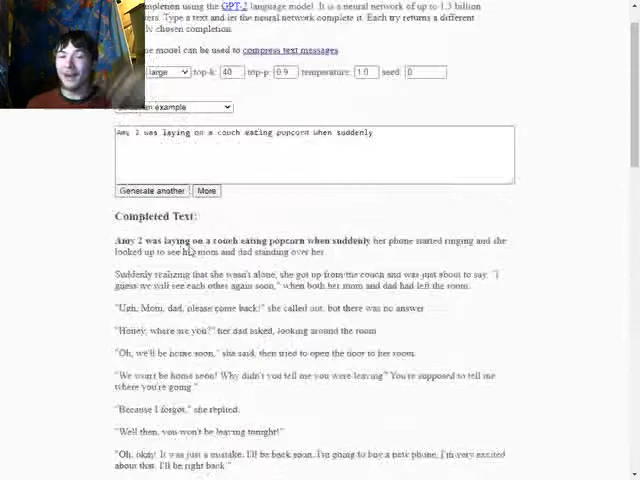 completion using the GPT-2 language model. It is a neural network of up to 1.3 billion
Type a text and let the neural network complete it. Each try returns a different
chosen completion.
model can be used to compress text messages
large top-k: 40 top-p: 0.9 temperature: 1.0 seed: 0
example
Amy 2 was laying on a couch eating popcorn when suddenly
Generate another More
Completed Text:
Amy 2 was laying on a couch eating popcorn when suddenly her phone started ringing and she
looked up to see her mom and dad standing over her.
Suddenly realizing that she wasn't alone, she got up from the couch and was just about to say, "I
guess we will see each other again soon," when both her mom and dad had left the room.
"Ugh, Mom, dad, please come back!" she called out, but there was no answer
"Honey, where are you?" her dad asked, looking around the room
"Oh, we'll be home soon," she said, then tried to open the door to her room.
"We won't be home soon! Why didn't you tell me you were leaving? You're supposed to tell me
where you're going."
"Because I forgot," she replied.
"Well then, you won't be leaving tonight!"
"Oh, okay! It was just a mistake. I'll be back soon. I'm going to buy a new phone, I'm very excited
about that. I'll be right back."